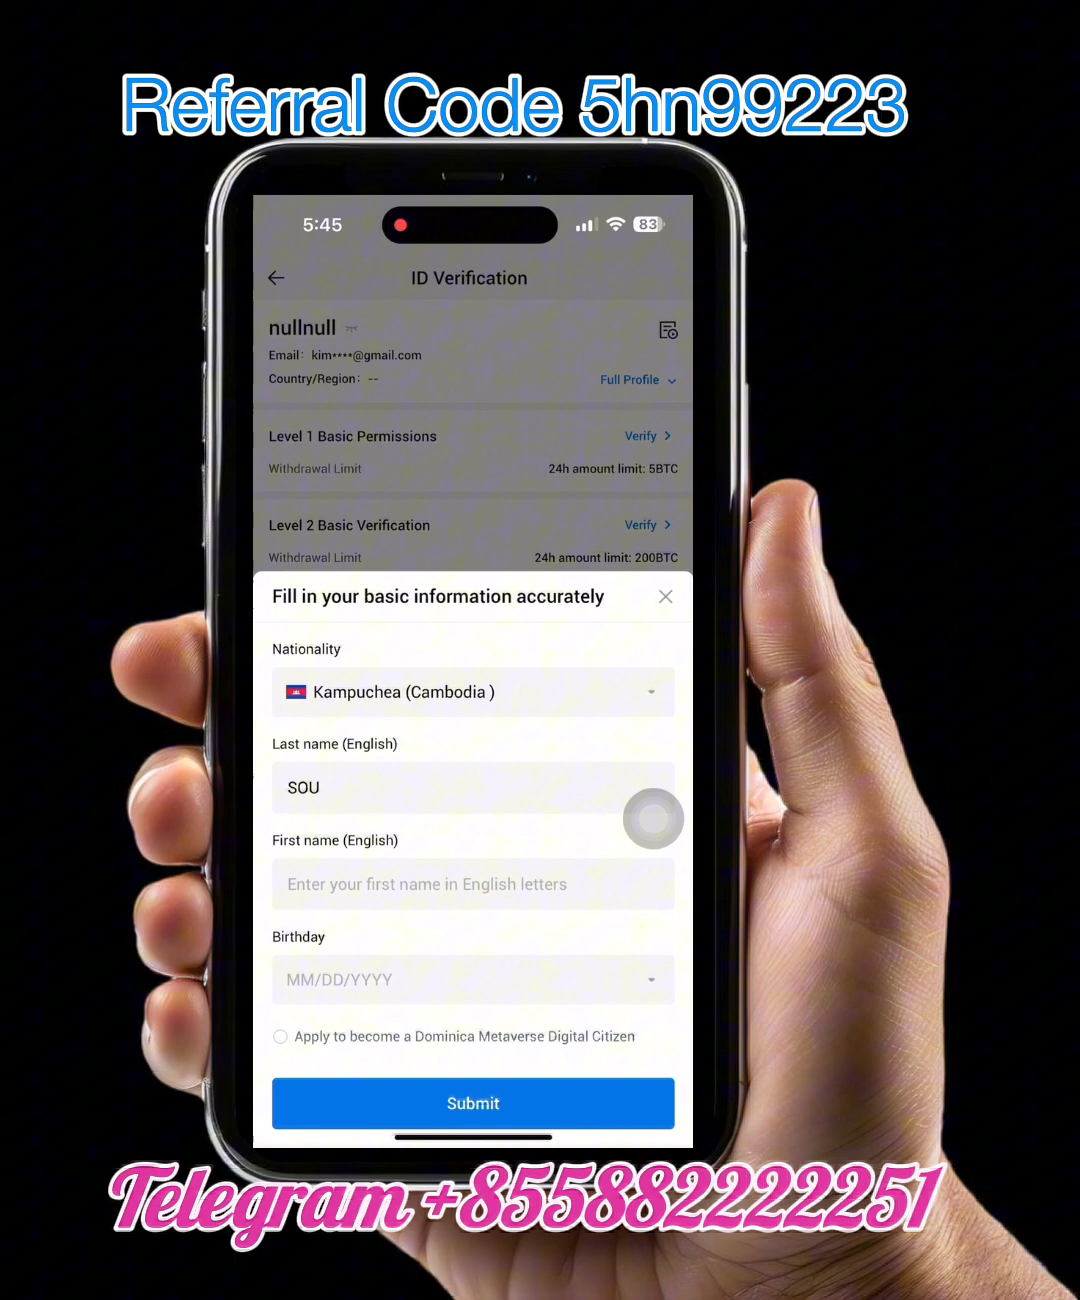 Referral Code 5hn99223
5:45
83
ID Verification
nullnull
Email: kim****@gmail.com
Country/Region: --
Full Profile
Level 1 Basic Permissions
Verify
Withdrawal Limit
24h amount limit: 5BTC
Level 2 Basic Verification
Verify
Withdrawal Limit
24h amount limit: 200BTC
Fill in your basic information accurately
Nationality
Kampuchea (Cambodia )
Last name (English)
SOU
First name (English)
Enter your first name in English letters
Birthday
MM/DD/YYYY
Apply to become a Dominica Metaverse Digital Citizen
Submit
Telegram +855882222251